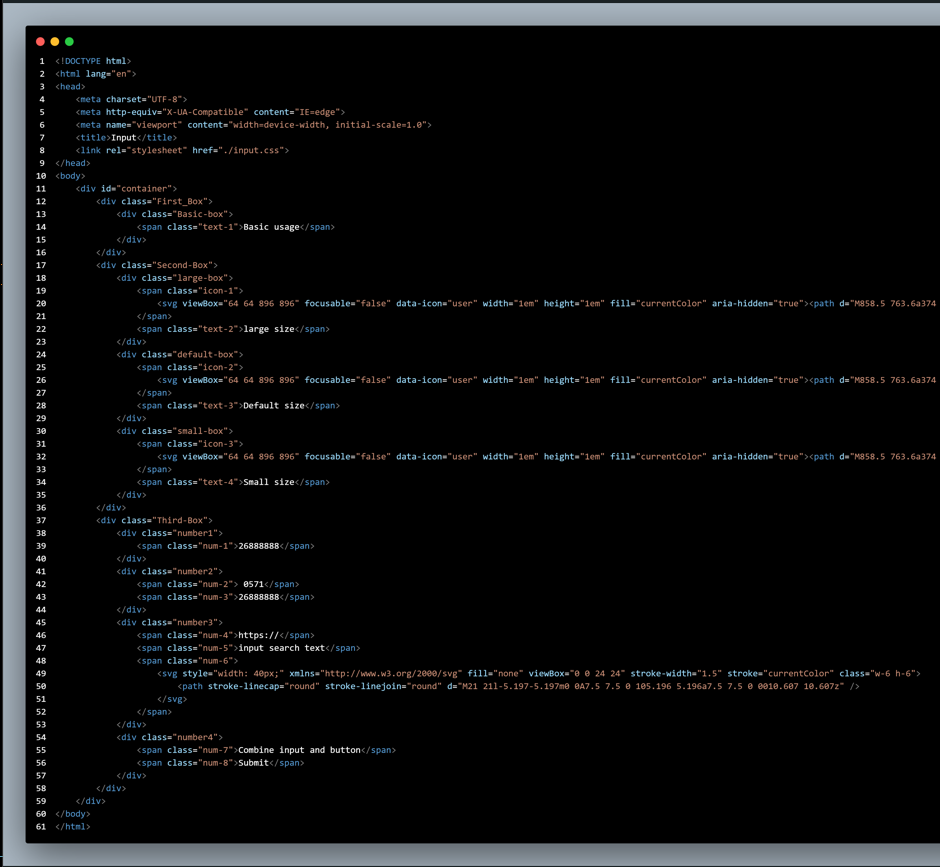 1 <!DOCTYPE html>
2 <html lang="en">
3 <head>
4     <meta charset="UTF-8">
5     <meta http-equiv="X-UA-Compatible" content="IE=edge">
6     <meta name="viewport" content="width=device-width, initial-scale=1.0">
7     <title>Input</title>
8     <link rel="stylesheet" href="./input.css">
9 </head>
10 <body>
11     <div id="container">
12         <div class="First_Box">
13             <div class="Basic-box">
14                 <span class="text-1">Basic usage</span>
15             </div>
16         </div>
17         <div class="Second-Box">
18             <div class="large-box">
19                 <span class="icon-1">
20                     <svg viewBox="64 64 896 896" focusable="false" data-icon="user" width="1em" height="1em" fill="currentColor" aria-hidden="true"><path d="M858.5 763.6a374
21                 </span>
22                 <span class="text-2">large size</span>
23             </div>
24             <div class="default-box">
25                 <span class="icon-2">
26                     <svg viewBox="64 64 896 896" focusable="false" data-icon="user" width="1em" height="1em" fill="currentColor" aria-hidden="true"><path d="M858.5 763.6a374
27                 </span>
28                 <span class="text-3">Default size</span>
29             </div>
30             <div class="small-box">
31                 <span class="icon-3">
32                     <svg viewBox="64 64 896 896" focusable="false" data-icon="user" width="1em" height="1em" fill="currentColor" aria-hidden="true"><path d="M858.5 763.6a374
33                 </span>
34                 <span class="text-4">Small size</span>
35             </div>
36         </div>
37         <div class="Third-Box">
38             <div class="number1">
39                 <span class="num-1">26888888</span>
40             </div>
41             <div class="number2">
42                 <span class="num-2"> 0571</span>
43                 <span class="num-3">26888888</span>
44             </div>
45             <div class="number3">
46                 <span class="num-4">https://</span>
47                 <span class="num-5">input search text</span>
48                 <span class="num-6">
49                     <svg style="width: 40px;" xmlns="http://www.w3.org/2000/svg" fill="none" viewBox="0 0 24 24" stroke-width="1.5" stroke="currentColor" class="w-6 h-6">
50                         <path stroke-linecap="round" stroke-linejoin="round" d="M21 21l-5.197-5.197m0 0A7.5 7.5 0 105.196 5.196a7.5 7.5 0 0010.607 10.607z" />
51                     </svg>
52                 </span>
53             </div>
54             <div class="number4">
55                 <span class="num-7">Combine input and button</span>
56                 <span class="num-8">Submit</span>
57             </div>
58         </div>
59     </div>
60 </body>
61 </html>